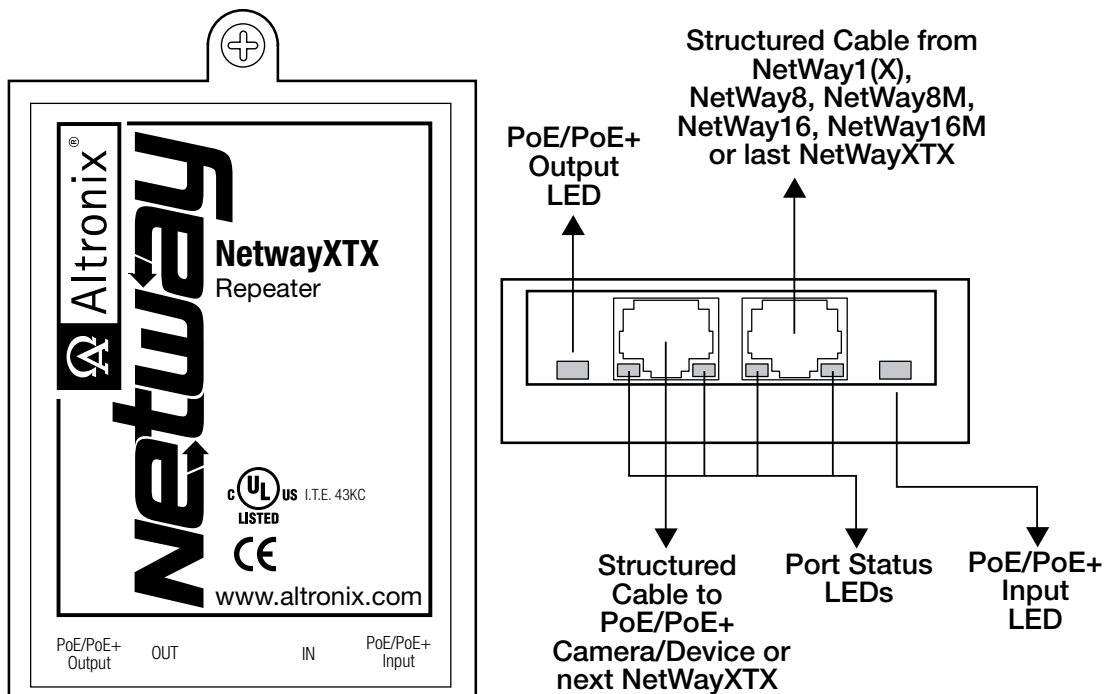 Altronix®
Netway
NetwayXTX
Repeater
C UL US I.T.E. 43KC
LISTED
CE
www.altronix.com
PoE/PoE+
Output
OUT
IN
PoE/PoE+
Input
PoE/PoE+
Output
LED
Structured Cable from
NetWay1(X),
NetWay8, NetWay8M,
NetWay16, NetWay16M
or last NetWayXTX
Structured
Cable to
PoE/PoE+
Camera/Device or
next NetWayXTX
Port Status
LEDs
PoE/PoE+
Input
LED